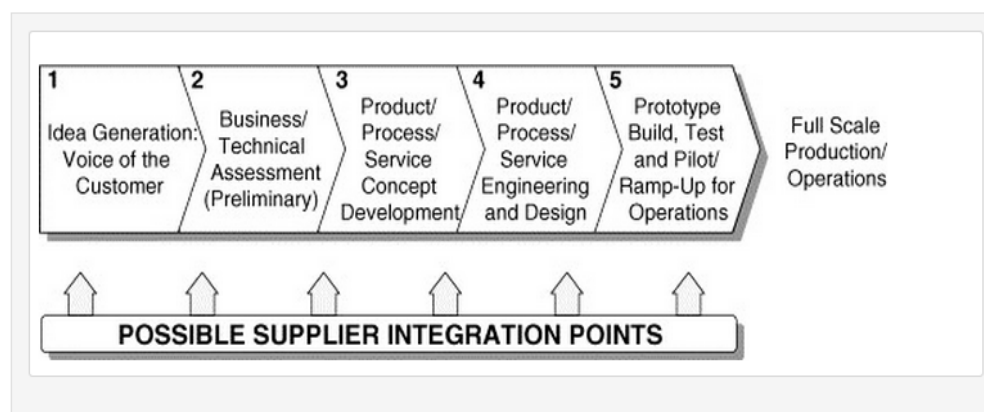 1
Idea Generation:
Voice of the
Customer
2
Business/
Technical
Assessment
(Preliminary)
3
Product/
Process/
Service
Concept
Development
4
Product/
Process/
Service
Engineering
and Design
5
Prototype
Build, Test
and Pilot/
Ramp-Up for
Operations
Full Scale
Production/
Operations
POSSIBLE SUPPLIER INTEGRATION POINTS